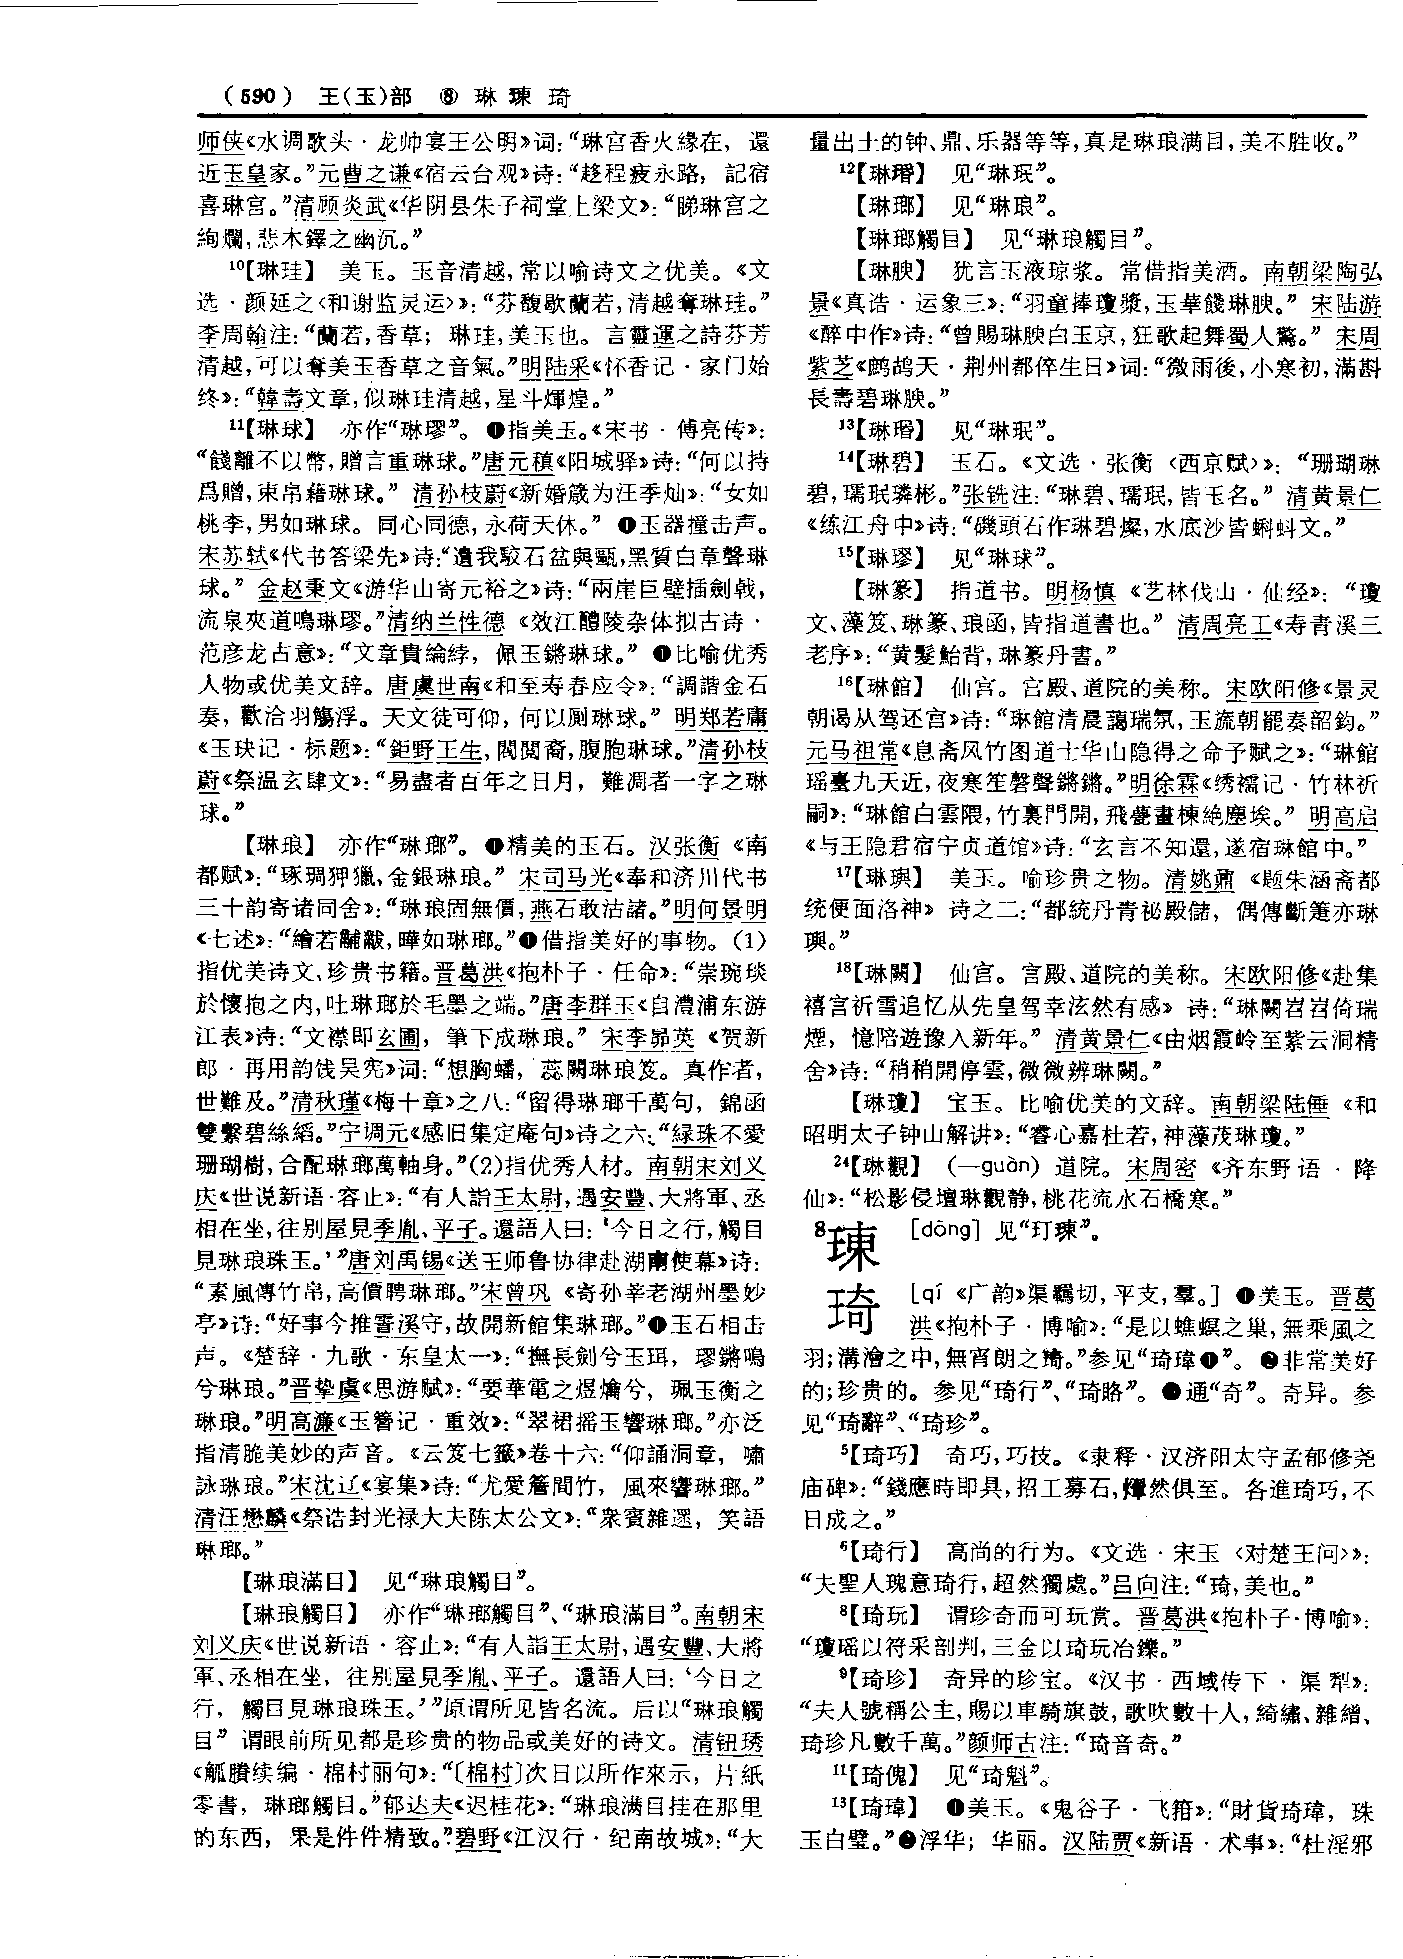 （590） 王(玉)部 ⑧ 琳 瑓 琦
师侠《水调歌头·龙帅宴王公明》词：“琳宫香火緣在，還
近玉皇家。”元曹之谦《宿云台观》诗：“趁程疲永路，記宿
喜琳宫。”清顾炎武《华阴县朱子祠堂上梁文》：“睇琳宫之
絢爛，悲木鐸之幽沉。”
¹⁰【琳珪】 美玉。玉音清越，常以喻诗文之优美。《文
选·颜延之〈和谢监灵运〉》：“芬馥歇蘭若，清越奪琳珪。”
李周翰注：“蘭若，香草；琳珪，美玉也。言靈運之詩芬芳
清越，可以奪美玉香草之音氣。”明陆采《怀香记·家门始
终》：“韓壽文章，似琳珪清越，星斗煇煌。”
¹¹【琳球】 亦作“琳璆”。❶指美玉。《宋书·傅亮传》：
“餞離不以幣，贈言重琳球。”唐元稹《阳城驿》诗：“何以持
爲贈，束帛藉琳球。”清孙枝蔚《新婚箴为汪季灿》：“女如
桃李，男如琳球。同心同德，永荷天休。”❷玉器撞击声。
宋苏轼《代书答梁先》诗：“遺我駮石盆與甌，黑質白章聲琳
球。”金赵秉文《游华山寄元裕之》诗：“兩崖巨壁插劍戟，
流泉夾道鳴琳璆。”清纳兰性德《效江醴陵杂体拟古诗·
范彦龙古意》：“文章貴綸綍，佩玉鏘琳球。”❸比喻优秀
人物或优美文辞。唐虞世南《和至寿春应令》：“調諧金石
奏，歡洽羽觴浮。天文徒可仰，何以厠琳球。”明郑若庸
《玉玦记·标题》：“鉅野王生，閥閲裔，腹胞琳球。”清孙枝
蔚《祭温玄肆文》：“易盡者百年之日月，難凋者一字之琳
球。”
【琳琅】 亦作“琳瑯”。❶精美的玉石。汉张衡《南
都赋》：“琢琱狎獵，金銀琳琅。”宋司马光《奉和济川代书
三十韵寄诸同舍》：“琳琅固無價，燕石敢沽諸。”明何景明
《七述》：“繪若黼黻，曄如琳瑯。”❷借指美好的事物。(1)
指优美诗文、珍贵书籍。晋葛洪《抱朴子·任命》：“崇琬琰
於懷抱之内，吐琳瑯於毛墨之端。”唐李群玉《自澧浦东游
江表》诗：“文襟即玄圃，筆下成琳琅。”宋李昴英《贺新
郎·再用韵饯吴宪》词：“想胸蟠，蕊闕琳琅笈。真作者，
世難及。”清秋瑾《梅十章》之八：“留得琳瑯千萬句，錦函
雙繫碧絲縚。”宁调元《感旧集定庵句》诗之六：“緑珠不愛
珊瑚樹，合配琳瑯萬軸身。”(2)指优秀人材。南朝宋刘义
庆《世说新语·容止》：“有人詣王太尉，遇安豐、大將軍、丞
相在坐，往别屋見季胤、平子。還語人曰：‘今日之行，觸目
見琳琅珠玉。’”唐刘禹锡《送王师鲁协律赴湖南使幕》诗：
“素風傳竹帛，高價聘琳瑯。”宋曾巩《寄孙莘老湖州墨妙
亭》诗：“好事今推霅溪守，故開新館集琳瑯。”❸玉石相击
声。《楚辞·九歌·东皇太一》：“撫長劍兮玉珥，璆鏘鳴
兮琳琅。”晋挚虞《思游赋》：“要華電之煜爚兮，珮玉衡之
琳琅。”明高濂《玉簪记·重效》：“翠裙摇玉響琳瑯。”亦泛
指清脆美妙的声音。《云笈七籤》卷十六：“仰誦洞章，嘯
詠琳琅。”宋沈辽《宴集》诗：“尤愛簷間竹，風來響琳瑯。”
清汪懋麟《祭诰封光禄大夫陈太公文》：“衆賓雜遝，笑語
琳瑯。”
【琳琅滿目】 见“琳琅觸目”。
【琳琅觸目】 亦作“琳瑯觸目”、“琳琅滿目”。南朝宋
刘义庆《世说新语·容止》：“有人詣王太尉，遇安豐、大將
軍、丞相在坐，往别屋見季胤、平子。還語人曰：‘今日之
行，觸目見琳琅珠玉。’”原谓所见皆名流。后以“琳琅觸
目”谓眼前所见都是珍贵的物品或美好的诗文。清钮琇
《觚賸续编·棉村丽句》：“〔棉村〕次日以所作來示，片紙
零書，琳瑯觸目。”郁达夫《迟桂花》：“琳琅满目挂在那里
的东西，果是件件精致。”碧野《江汉行·纪南故城》：“大
量出土的钟、鼎、乐器等等，真是琳琅满目，美不胜收。”
¹²【琳瑉】 见“琳珉”。
【琳瑯】 见“琳琅”。
【琳瑯觸目】 见“琳琅觸目”。
【琳腴】 犹言玉液琼浆。常借指美酒。南朝梁陶弘
景《真诰·运象三》：“羽童捧瓊漿，玉華餞琳腴。”宋陆游
《醉中作》诗：“曾賜琳腴白玉京，狂歌起舞蜀人驚。”宋周
紫芝《鹧鸪天·荆州都倅生日》词：“微雨後，小寒初，滿斟
長壽碧琳腴。”
¹³【琳瑨】 见“琳珉”。
¹⁴【琳碧】 玉石。《文选·张衡〈西京赋〉》：“珊瑚琳
碧，瓀珉璘彬。”张铣注：“琳碧、瓀珉，皆玉名。”清黄景仁
《练江舟中》诗：“磯頭石作琳碧燦，水底沙皆蝌蚪文。”
¹⁵【琳璆】 见“琳球”。
【琳篆】 指道书。明杨慎《艺林伐山·仙经》：“瓊
文、藻笈、琳篆、琅函，皆指道書也。”清周亮工《寿青溪三
老序》：“黄髮鮐背，琳篆丹書。”
¹⁶【琳館】 仙宫。宫殿、道院的美称。宋欧阳修《景灵
朝谒从驾还宫》诗：“琳館清晨藹瑞氛，玉旒朝罷奏韶鈞。”
元马祖常《息斋风竹图道士华山隐得之命予赋之》：“琳館
瑶臺九天近，夜寒笙磬聲鏘鏘。”明徐霖《绣襦记·竹林祈
嗣》：“琳館白雲隈，竹裏門開，飛甍畫棟絶塵埃。”明高启
《与王隐君宿宁贞道馆》诗：“玄言不知還，遂宿琳館中。”
¹⁷【琳璵】 美玉。喻珍贵之物。清姚鼐《题朱涵斋都
统便面洛神》诗之二：“都統丹青祕殿儲，偶傳斷箑亦琳
璵。”
¹⁸【琳闕】 仙宫。宫殿、道院的美称。宋欧阳修《赴集
禧宫祈雪追忆从先皇驾幸泫然有感》诗：“琳闕岧岧倚瑞
煙，憶陪遊豫入新年。”清黄景仁《由烟霞岭至紫云洞精
舍》诗：“稍稍開停雲，微微辨琳闕。”
【琳瓊】 宝玉。比喻优美的文辞。南朝梁陆倕《和
昭明太子钟山解讲》：“睿心嘉杜若，神藻茂琳瓊。”
²⁴【琳觀】 (—guàn) 道院。宋周密《齐东野语·降
仙》：“松影侵壇琳觀静，桃花流水石橋寒。”
⁸瑓 [dōng] 见“玎瑓”。
琦 [qí《广韵》渠羈切，平支，羣。] ❶美玉。晋葛
洪《抱朴子·博喻》：“是以蟭螟之巢，無乘風之
羽；溝澮之中，無宵朗之琦。”参见“琦瑋❶”。❷非常美好
的；珍贵的。参见“琦行”、“琦賂”。❸通“奇”。奇异。参
见“琦辭”、“琦珍”。
⁵【琦巧】 奇巧，巧技。《隶释·汉济阳太守孟郁修尧
庙碑》：“錢應時即具，招工募石，㷸然俱至。各進琦巧，不
日成之。”
⁶【琦行】 高尚的行为。《文选·宋玉〈对楚王问〉》：
“夫聖人瑰意琦行，超然獨處。”吕向注：“琦，美也。”
⁸【琦玩】 谓珍奇而可玩赏。晋葛洪《抱朴子·博喻》：
“瓊瑶以符采剖判，三金以琦玩冶鑠。”
⁹【琦珍】 奇异的珍宝。《汉书·西域传下·渠犁》：
“夫人號稱公主，賜以車騎旗鼓，歌吹數十人，綺繡、雜繒、
琦珍凡數千萬。”颜师古注：“琦音奇。”
¹¹【琦傀】 见“琦魁”。
¹³【琦瑋】 ❶美玉。《鬼谷子·飞箝》：“財貨琦瑋，珠
玉白璧。”❷浮华；华丽。汉陆贾《新语·术事》：“杜淫邪